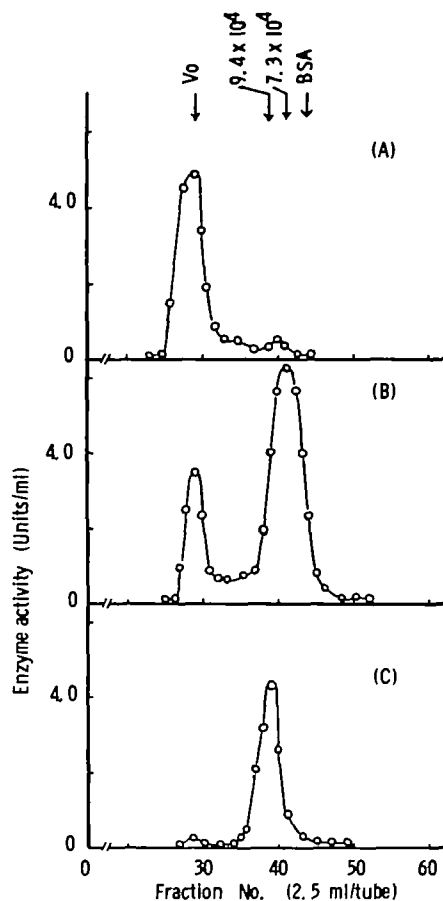 Vo
9.4 x 10⁴
7.3 x 10⁴
BSA
(A)
4.0
0
(B)
4.0
0
(C)
4.0
0
Enzyme activity (Units/ml)
0 30 40 50 60
Fraction No. (2.5 ml/tube)